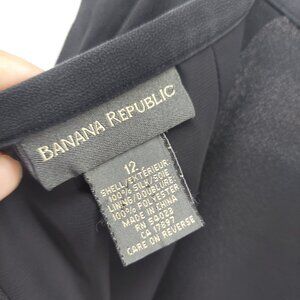 BANANA REPUBLIC
12
SHELL/EXTÉRIEUR:
100% SILK/SOIE
LINING/DOUBLURE:
100% POLYESTER
MADE IN CHINA
RN 54023
CA 17897
CARE ON REVERSE